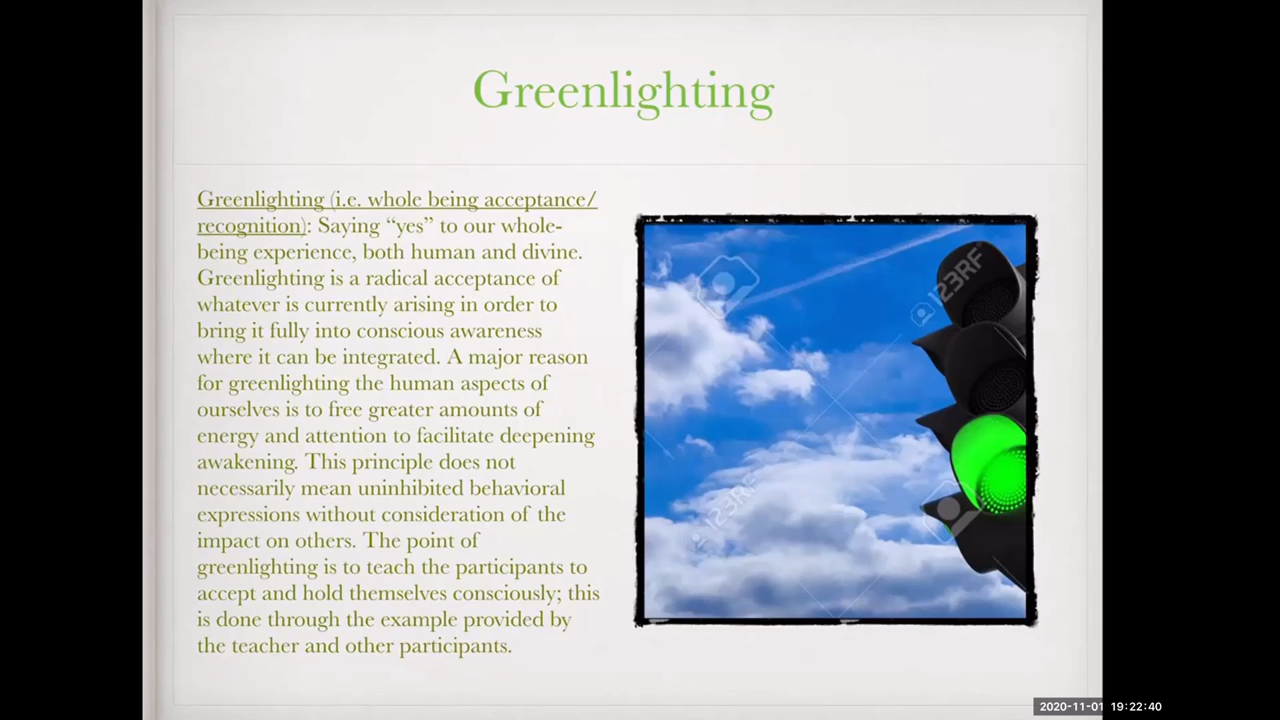 Greenlighting
Greenlighting (i.e. whole being acceptance/
recognition): Saying “yes” to our whole-
being experience, both human and divine.
Greenlighting is a radical acceptance of
whatever is currently arising in order to
bring it fully into conscious awareness
where it can be integrated. A major reason
for greenlighting the human aspects of
ourselves is to free greater amounts of
energy and attention to facilitate deepening
awakening. This principle does not
necessarily mean uninhibited behavioral
expressions without consideration of the
impact on others. The point of
greenlighting is to teach the participants to
accept and hold themselves consciously; this
is done through the example provided by
the teacher and other participants.
123RF
123RF
2020-11-01 19:22:40